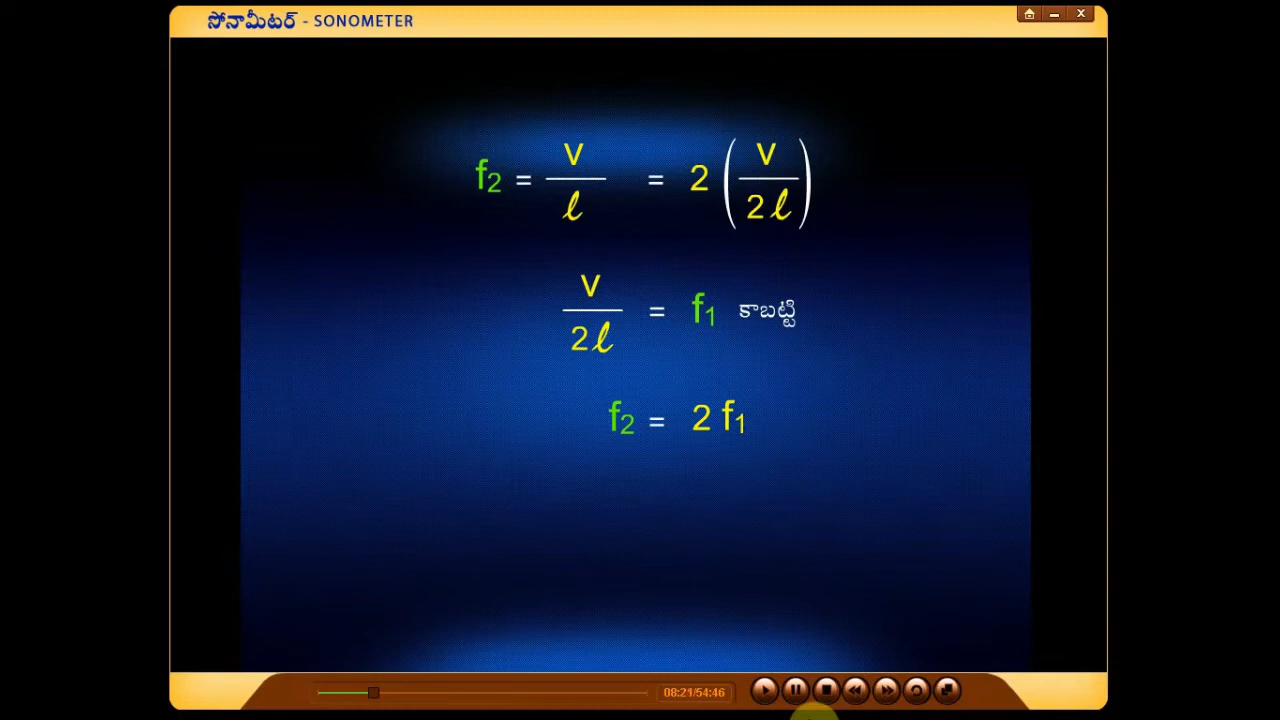 సోనామీటర్ - SONOMETER
f₂ = v/ℓ = 2 (v/2ℓ)
v/2ℓ = f₁ కాబట్టి
f₂ = 2 f₁
08:21/54:46